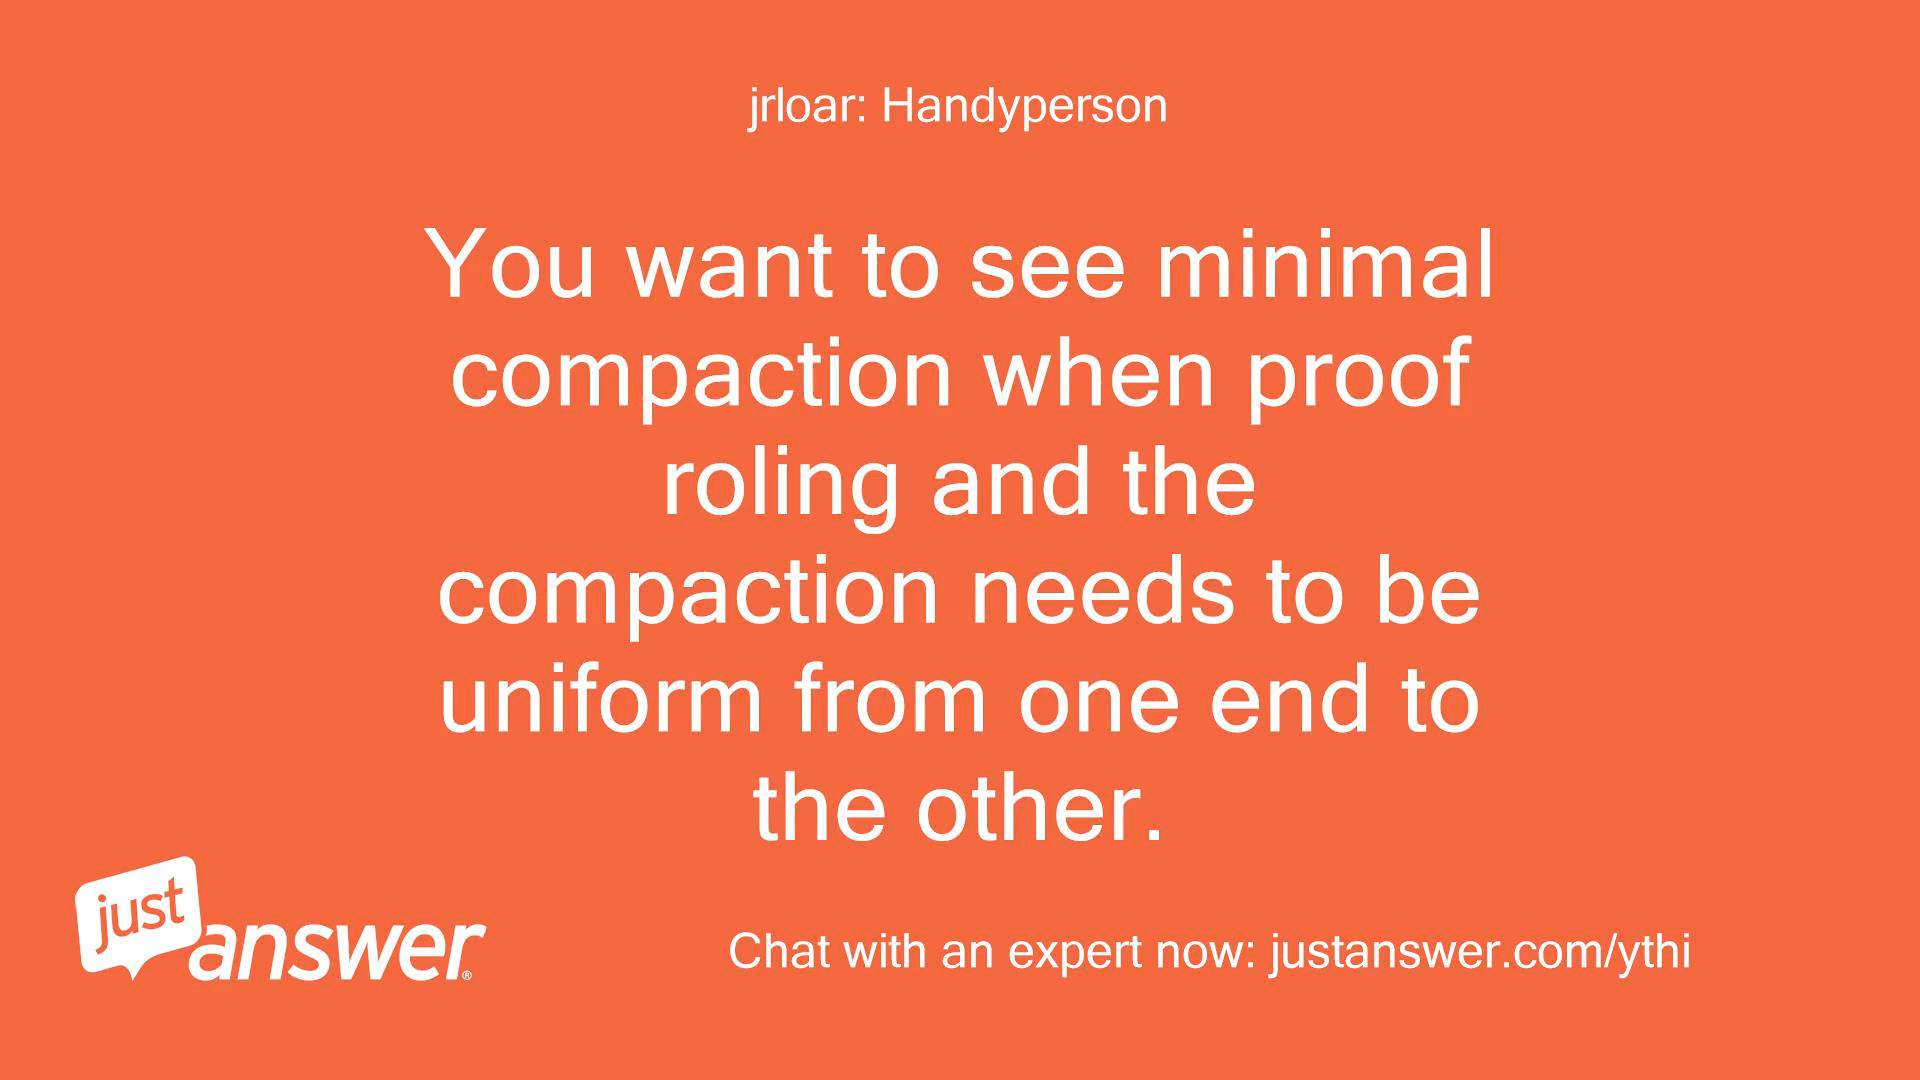 jrloar: Handyperson
You want to see minimal
compaction when proof
roling and the
compaction needs to be
uniform from one end to
the other.
just
answer®
Chat with an expert now: justanswer.com/ythi